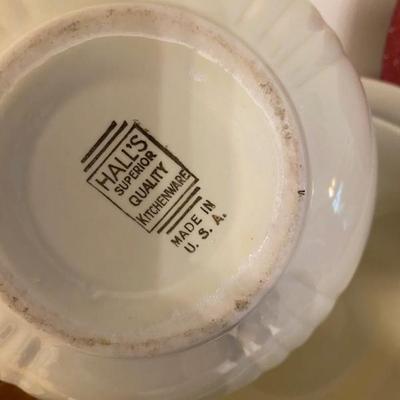 HALL'S
SUPERIOR
QUALITY
KITCHENWARE
MADE IN
U. S. A.